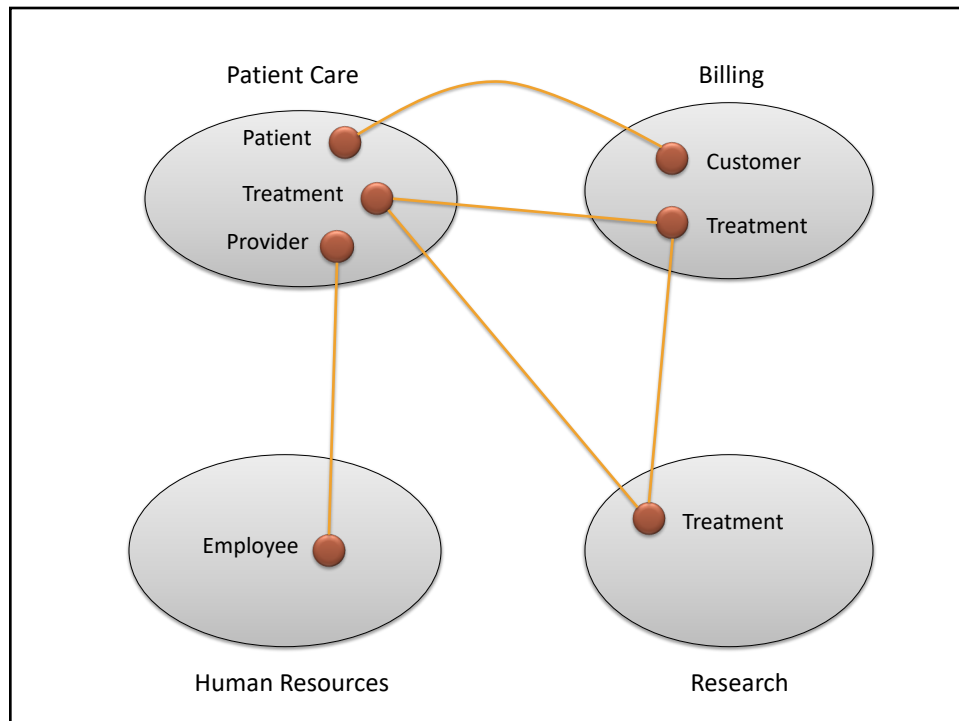 Patient Care
Billing
Patient
Customer
Treatment
Treatment
Provider
Employee
Treatment
Human Resources
Research